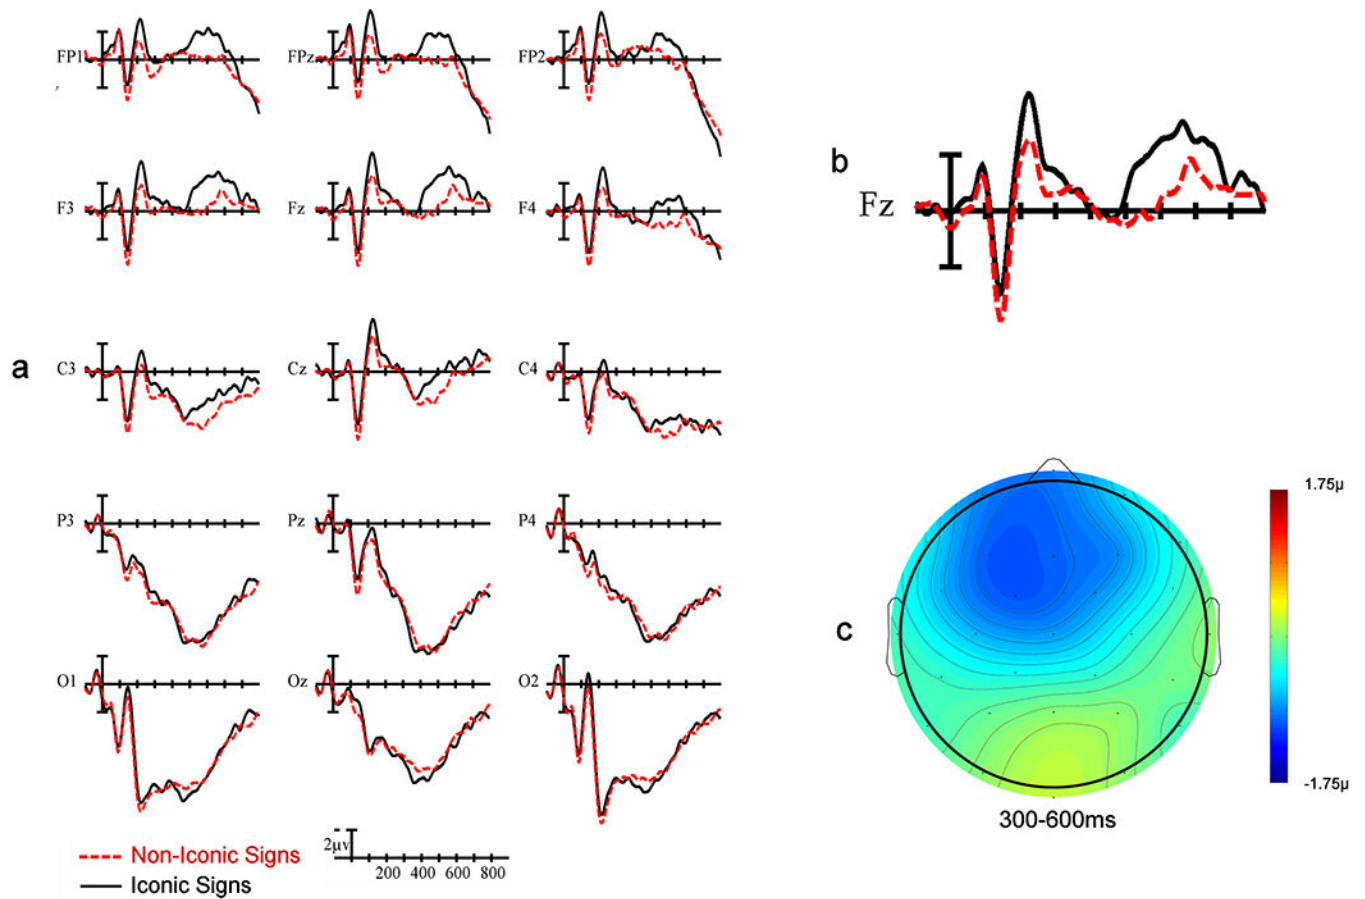 FP1 FPz FP2
F3 Fz F4
a C3 Cz C4
P3 Pz P4
O1 Oz O2
Non-Iconic Signs
Iconic Signs
2μv
200 400 600 800
b
Fz
c
1.75μ
-1.75μ
300-600ms